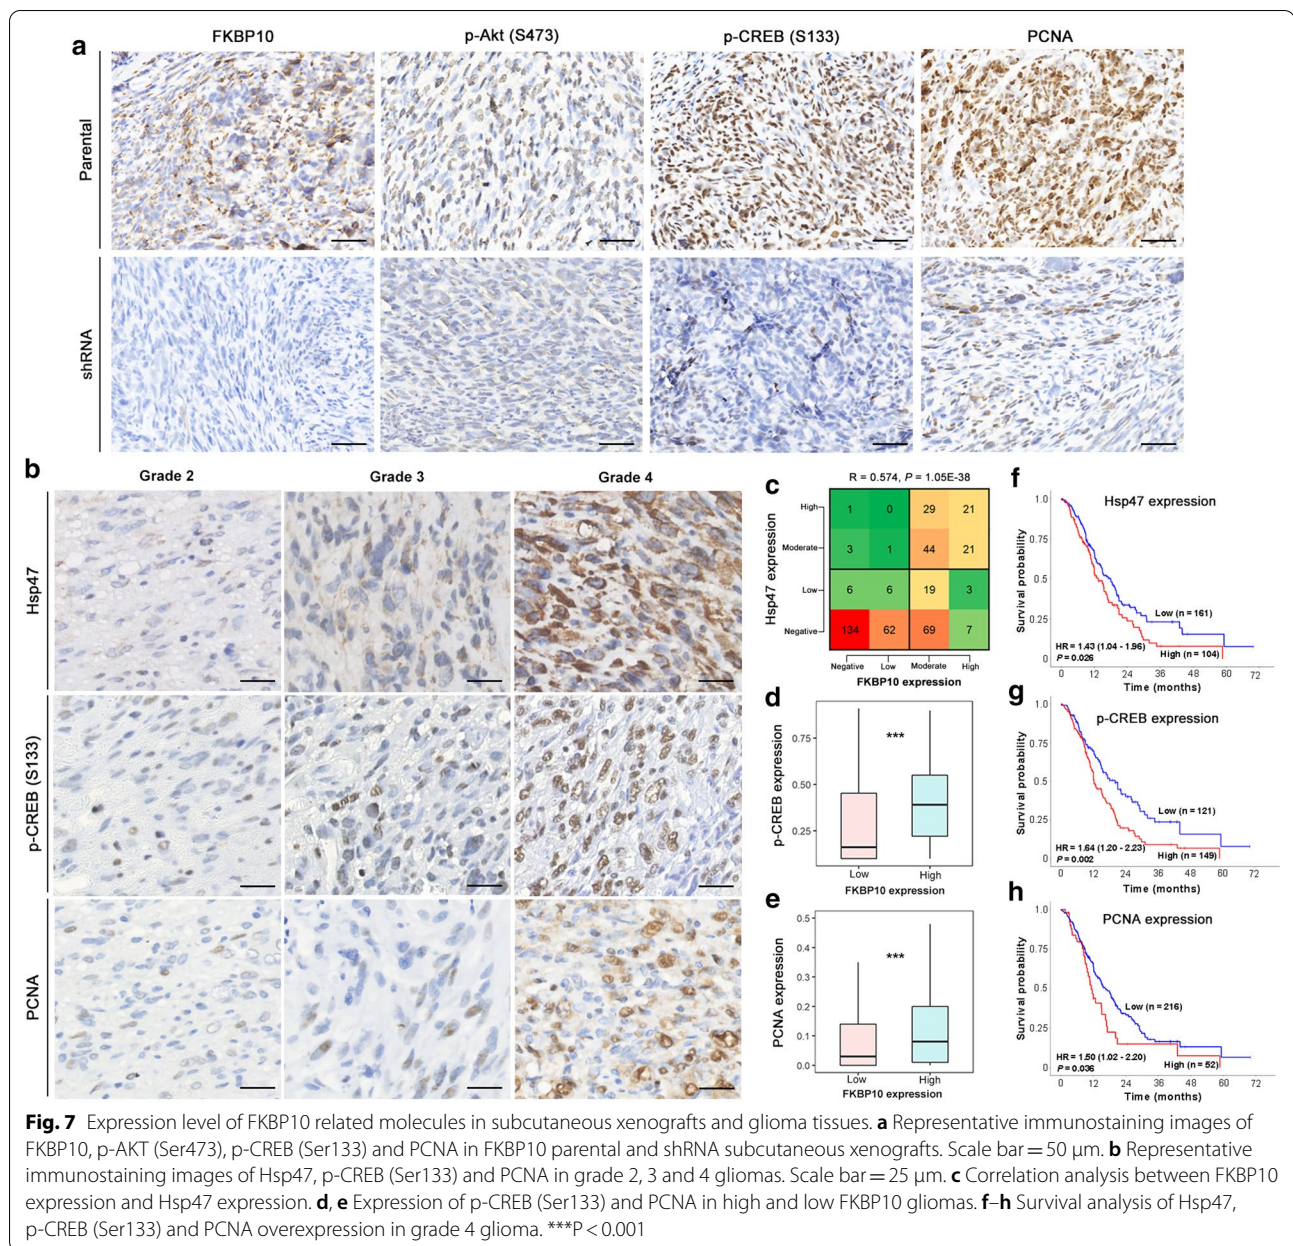 a
FKBP10
p-Akt (S473)
p-CREB (S133)
PCNA
Parental
shRNA
b
Grade 2
Grade 3
Grade 4
Hsp47
p-CREB (S133)
PCNA
c
R = 0.574, P = 1.05E-38
Hsp47 expression
High
1 0 29 21
Moderate
3 1 44 21
Low
6 6 19 3
Negative
134 62 69 7
Negative Low Moderate High
FKBP10 expression
d
p-CREB expression
0.75
0.50
0.25
***
Low High
FKBP10 expression
e
PCNA expression
0.5
0.4
0.3
0.2
0.1
0.0
***
Low High
FKBP10 expression
f
Hsp47 expression
Survival probability
1.0
0.75
0.5
0.25
0
Low (n = 161)
HR = 1.43 (1.04 - 1.96)
P = 0.026
High (n = 104)
0 12 24 36 48 60 72
Time (months)
g
p-CREB expression
Survival probability
1.0
0.75
0.5
0.25
0
Low (n = 121)
HR = 1.64 (1.20 - 2.23)
P = 0.002
High (n = 149)
0 12 24 36 48 60 72
Time (months)
h
PCNA expression
Survival probability
1.0
0.75
0.5
0.25
0
Low (n = 216)
HR = 1.50 (1.02 - 2.20)
P = 0.036
High (n = 52)
0 12 24 36 48 60 72
Time (months)
Fig. 7 Expression level of FKBP10 related molecules in subcutaneous xenografts and glioma tissues. a Representative immunostaining images of
FKBP10, p-AKT (Ser473), p-CREB (Ser133) and PCNA in FKBP10 parental and shRNA subcutaneous xenografts. Scale bar = 50 μm. b Representative
immunostaining images of Hsp47, p-CREB (Ser133) and PCNA in grade 2, 3 and 4 gliomas. Scale bar = 25 μm. c Correlation analysis between FKBP10
expression and Hsp47 expression. d, e Expression of p-CREB (Ser133) and PCNA in high and low FKBP10 gliomas. f–h Survival analysis of Hsp47,
p-CREB (Ser133) and PCNA overexpression in grade 4 glioma. ***P < 0.001